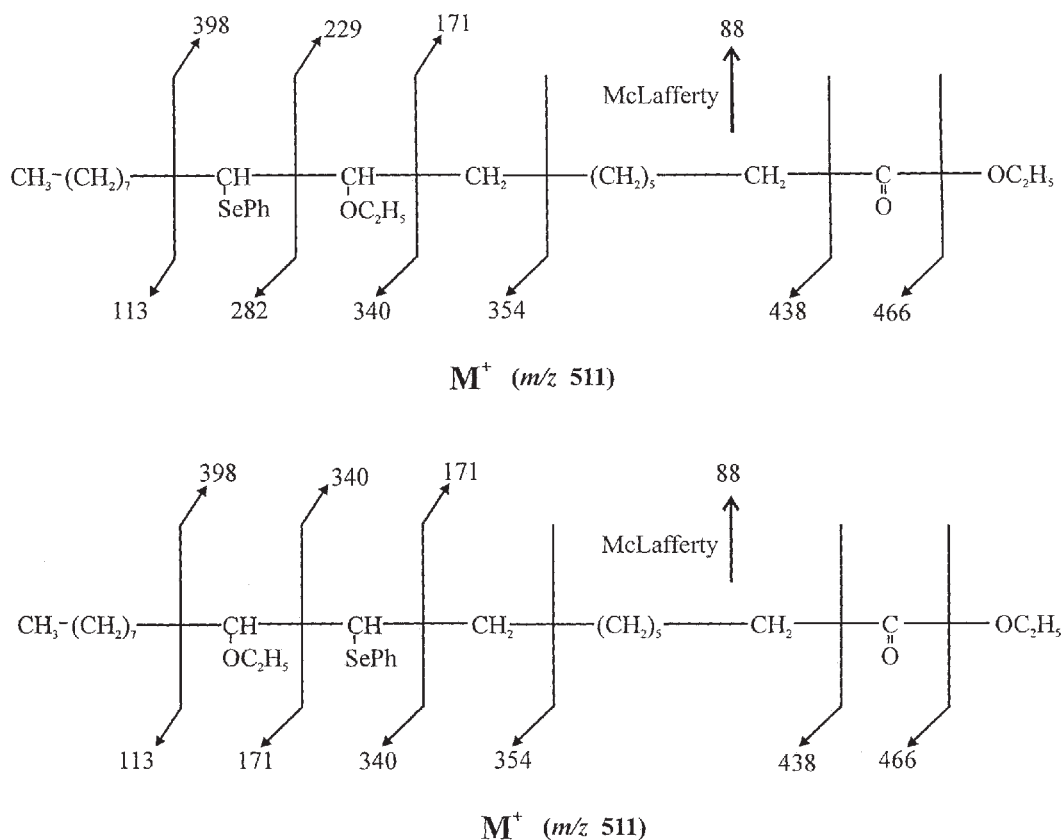 398 229 171 88
McLafferty
CH₃-(CH₂)₇ CH CH CH₂ (CH₂)₅ CH₂ C OC₂H₅
SePh OC₂H₅ O
113 282 340 354 438 466
M⁺ (m/z 511)
398 340 171 88
McLafferty
CH₃-(CH₂)₇ CH CH CH₂ (CH₂)₅ CH₂ C OC₂H₅
OC₂H₅ SePh O
113 171 340 354 438 466
M⁺ (m/z 511)